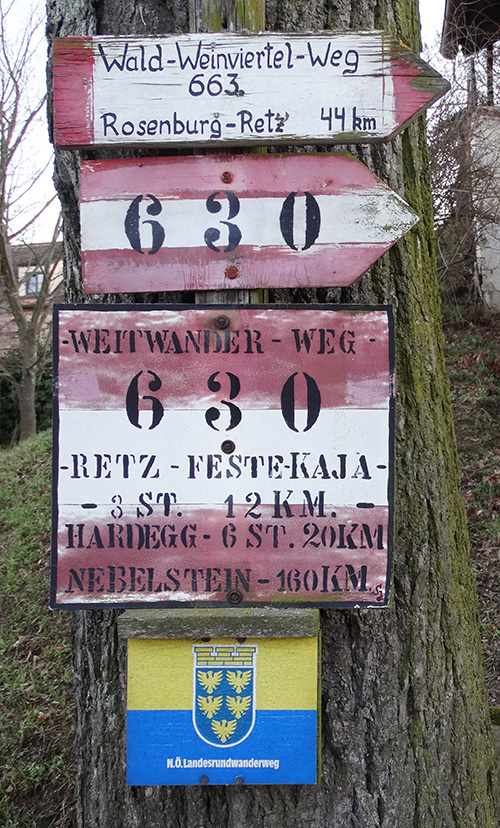 Wald-Weinviertel-Weg
663.
Rosenburg-Retz 44 km
630
-WEITWANDER-WEG-
630
-RETZ-FESTE-KAJA-
- 3 ST. 12 KM. -
HARDEGG-6 ST. 20KM
NEBELSTEIN-160KM.
N.Ö.Landesrundwanderweg